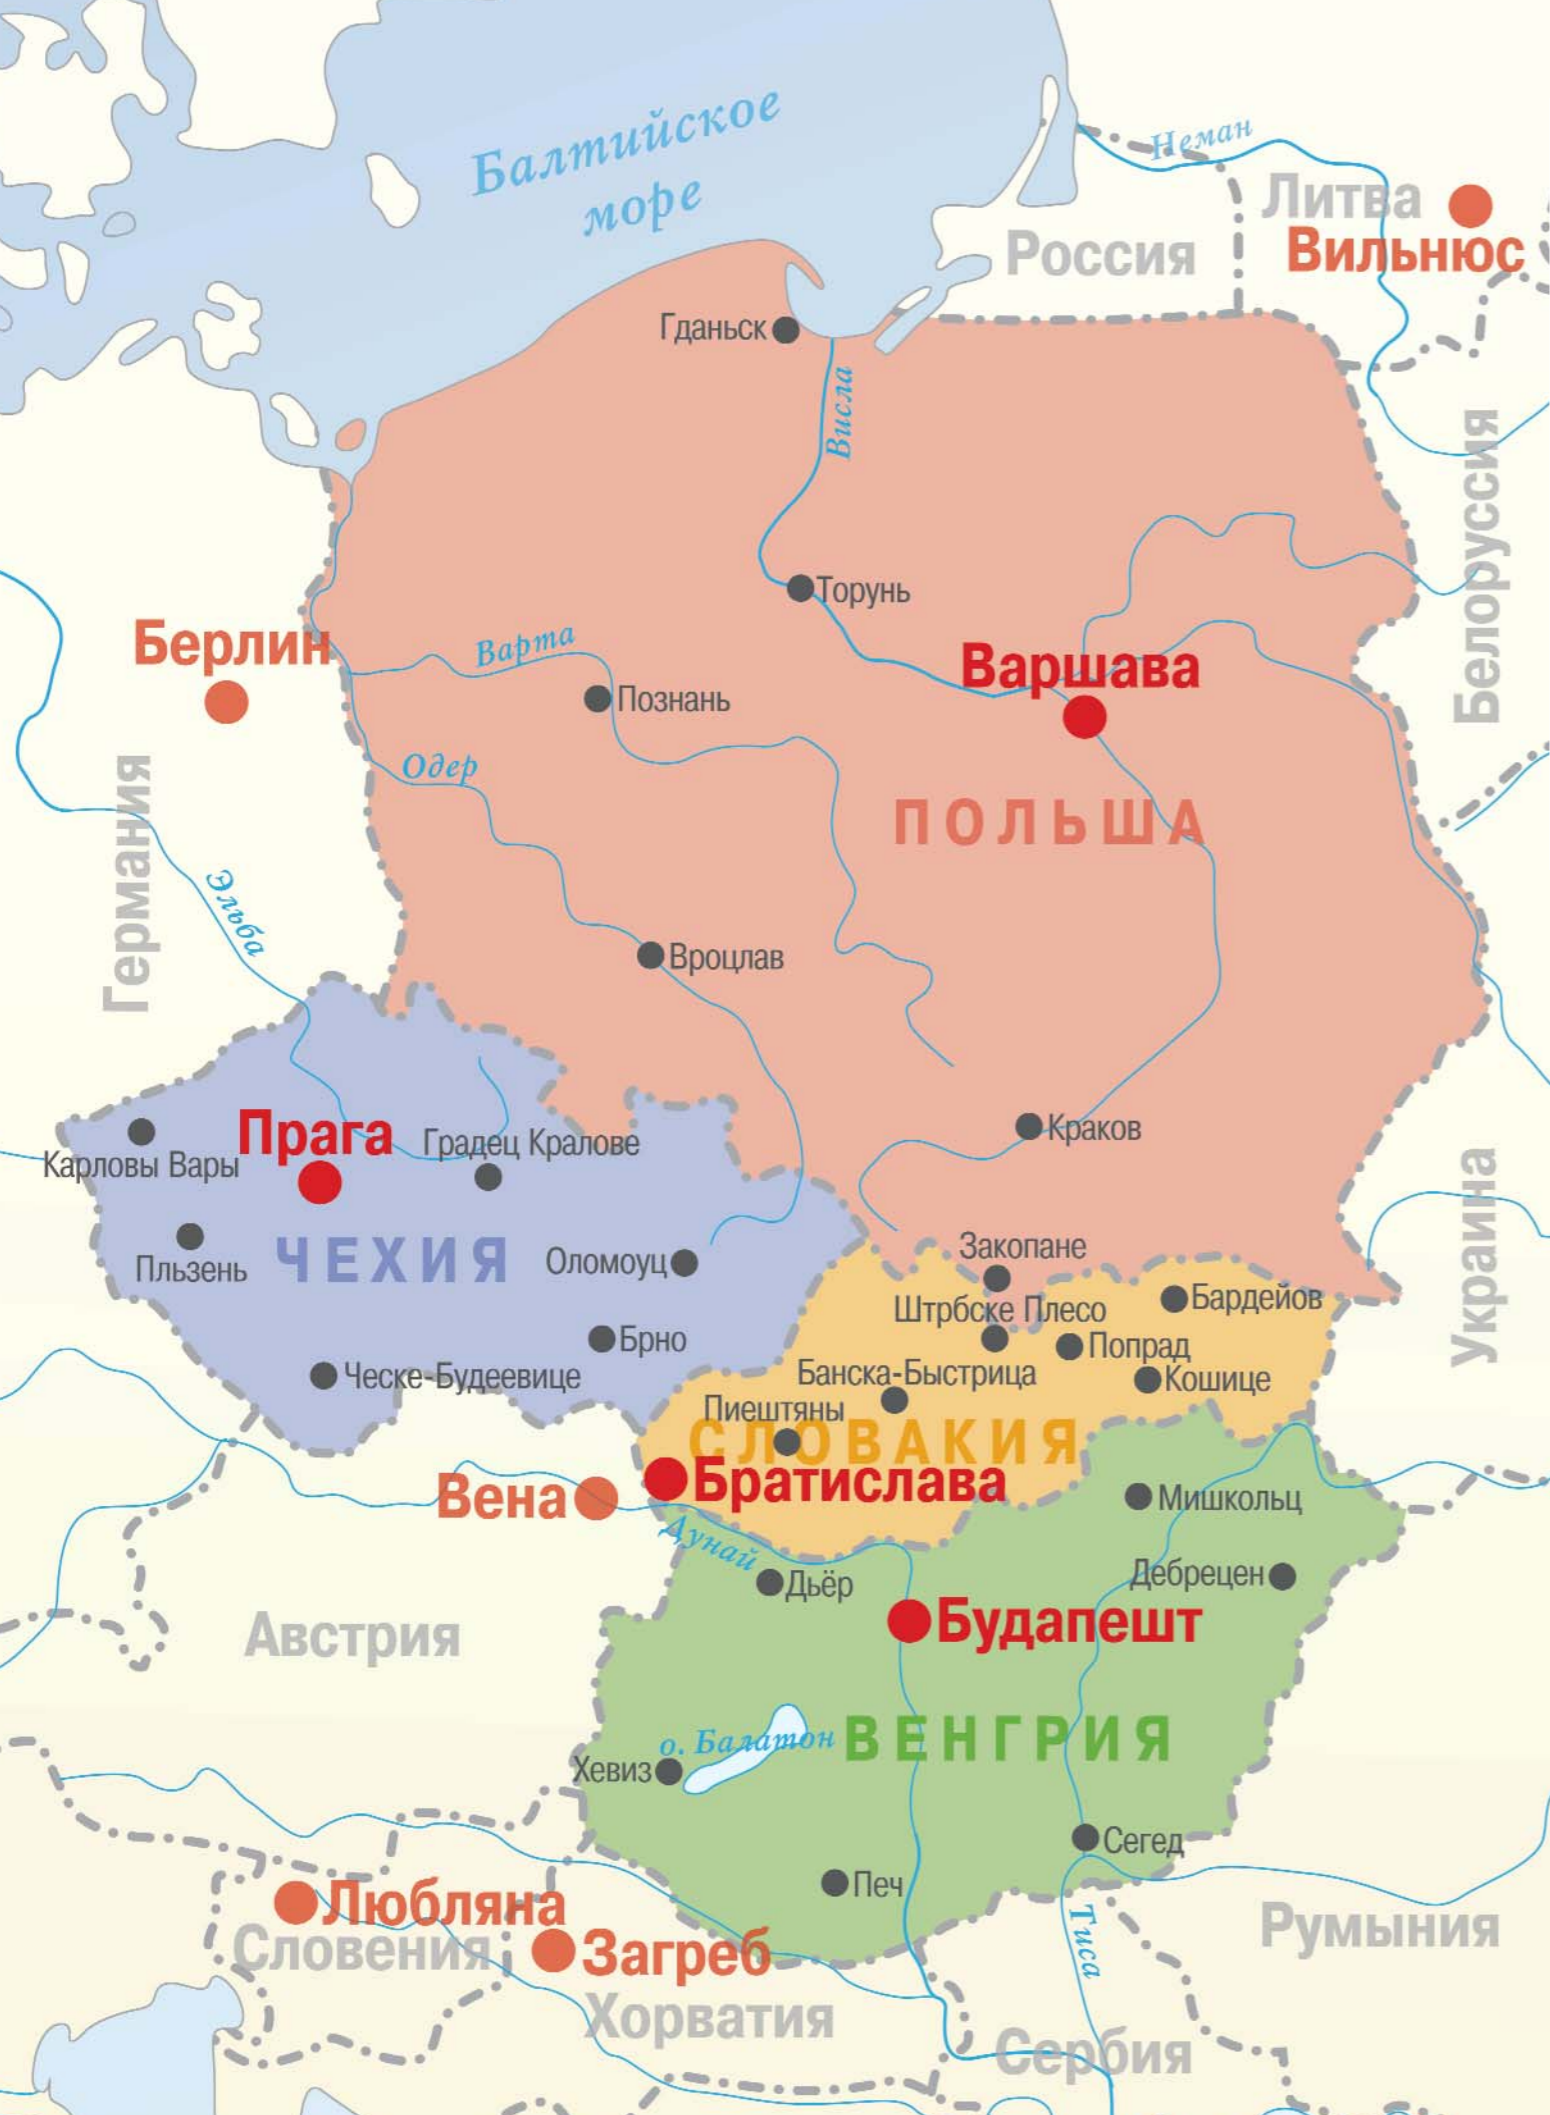 Балтийское
море
Неман
Литва
Вильнюс
Россия
Гданьск
Висла
Белоруссия
Торунь
Берлин
Варта
Варшава
Познань
Одер
Германия
ПОЛЬША
Эльба
Вроцлав
Прага
Краков
Градец Кралове
Карловы Вары
Украина
ЧЕХИЯ
Пльзень
Оломоуц
Закопане
Бардейов
Штрбске Плесо
Брно
Попрад
Ческе-Будеевице
Банска-Быстрица
Кошице
Пиештяны
СЛОВАКИЯ
Братислава
Вена
Мишкольц
Дунай
Дьёр
Дебрецен
Будапешт
Австрия
о. Балатон
ВЕНГРИЯ
Хевиз
Сегед
Печ
Любляна
Словения
Загреб
Тиса
Румыния
Хорватия
Сербия